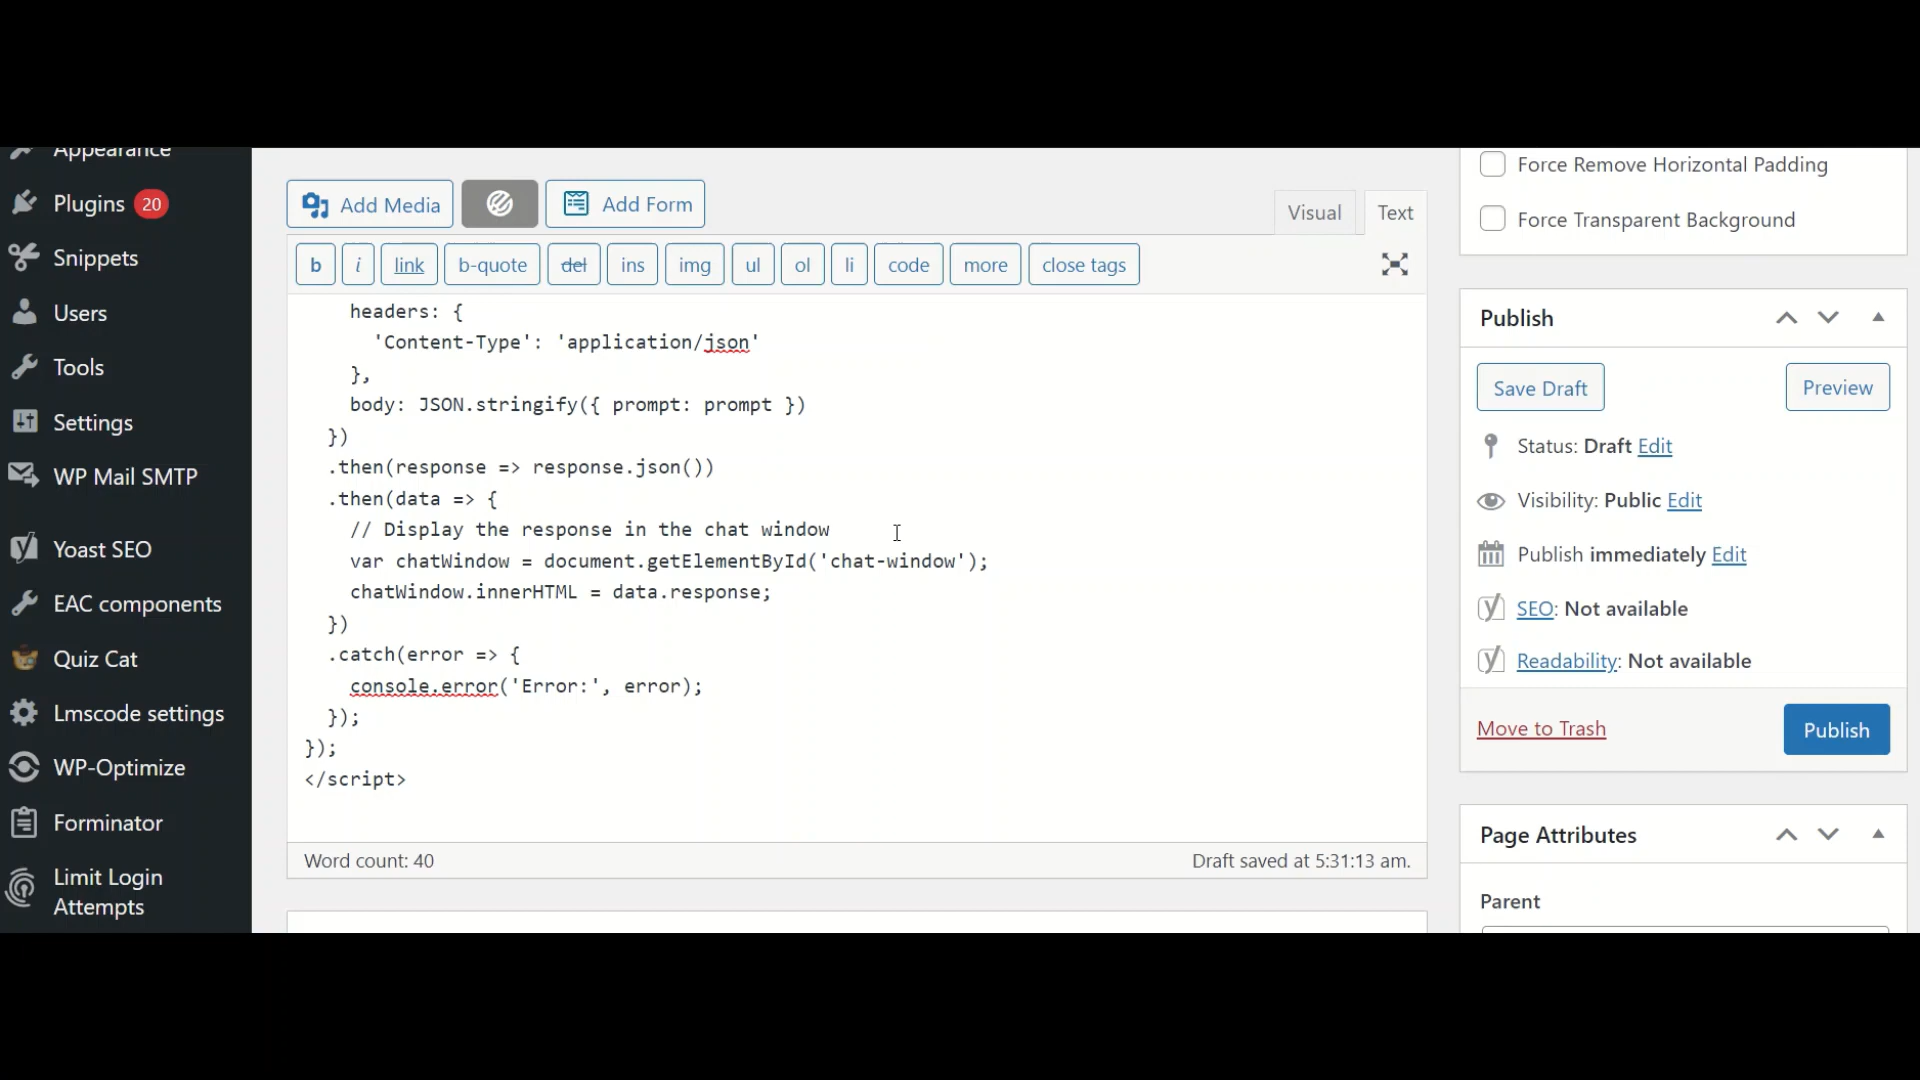 Appearance
Plugins 20
Snippets
Users
Tools
Settings
WP Mail SMTP
Yoast SEO
EAC components
Quiz Cat
Lmscode settings
WP-Optimize
Forminator
Limit Login
Attempts
Add Media
Add Form
Visual
Text
b
i
link
b-quote
del
ins
img
ul
ol
li
code
more
close tags
headers: {
'Content-Type': 'application/json'
},
body: JSON.stringify({ prompt: prompt })
})
.then(response => response.json())
.then(data => {
// Display the response in the chat window
var chatWindow = document.getElementById('chat-window');
chatWindow.innerHTML = data.response;
})
.catch(error => {
console.error('Error:', error);
});
});
</script>
Word count: 40
Draft saved at 5:31:13 am.
Force Remove Horizontal Padding
Force Transparent Background
Publish
Save Draft
Preview
Status: Draft Edit
Visibility: Public Edit
Publish immediately Edit
SEO: Not available
Readability: Not available
Move to Trash
Publish
Page Attributes
Parent